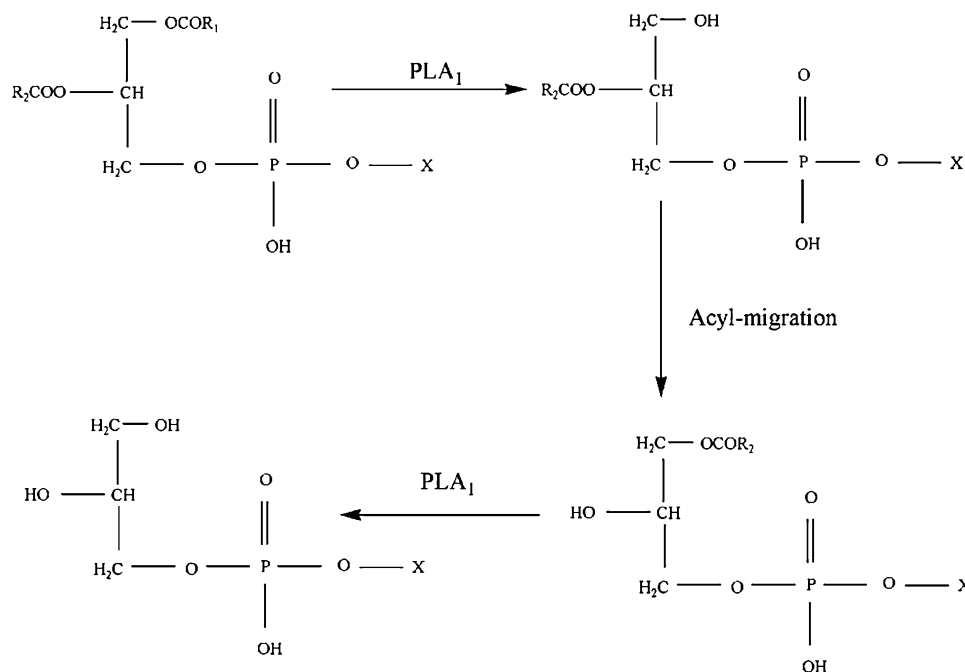 H₂C—OCOR₁
R₂COO—CH
O
H₂C—O—P—O—X
OH
PLA₁
H₂C—OH
R₂COO—CH
O
H₂C—O—P—O—X
OH
Acyl-migration
H₂C—OCOR₂
HO—CH
O
H₂C—O—P—O—X
OH
PLA₁
H₂C—OH
HO—CH
O
H₂C—O—P—O—X
OH